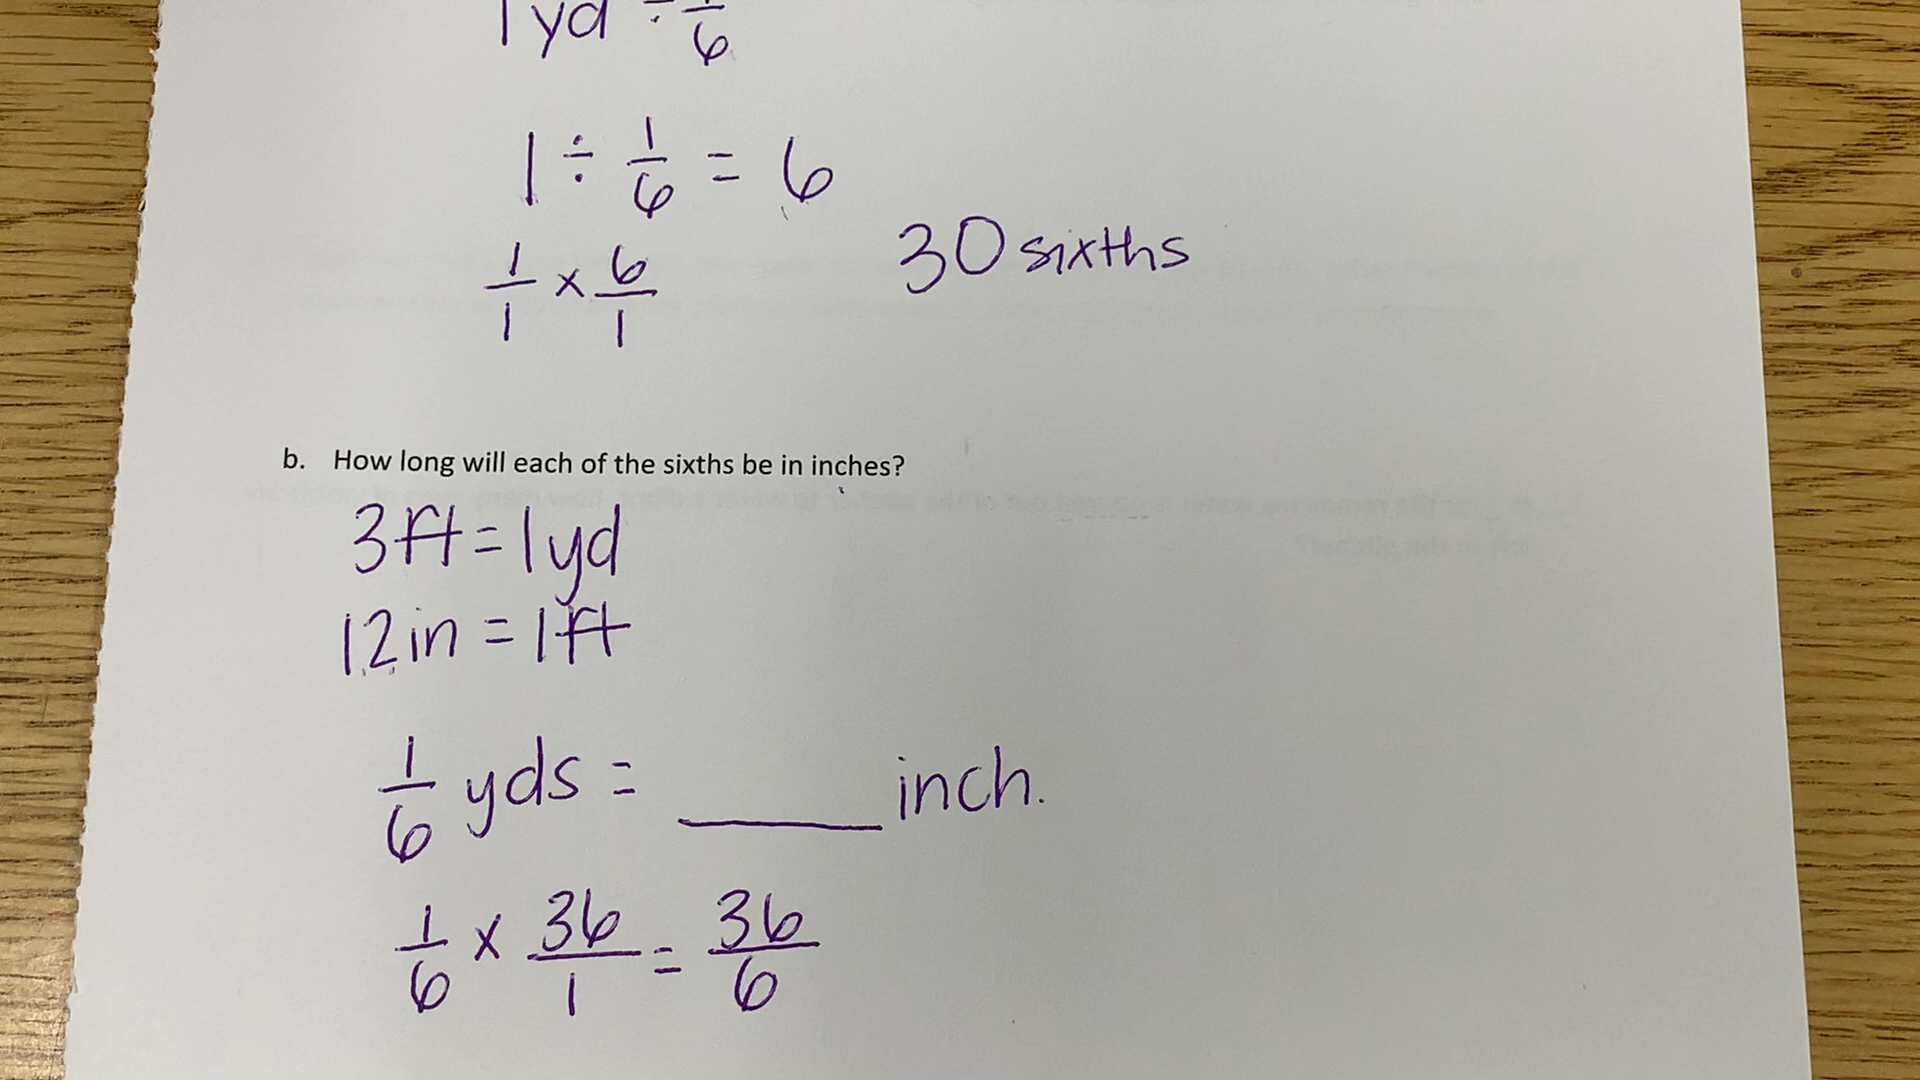 1 yd ÷ 1/6
1 ÷ 1/6 = 6
1/1 × 6/1
30 sixths
b. How long will each of the sixths be in inches?
3ft = 1yd
12in = 1ft
1/6 yds = ______ inch.
1/6 × 36/1 = 36/6